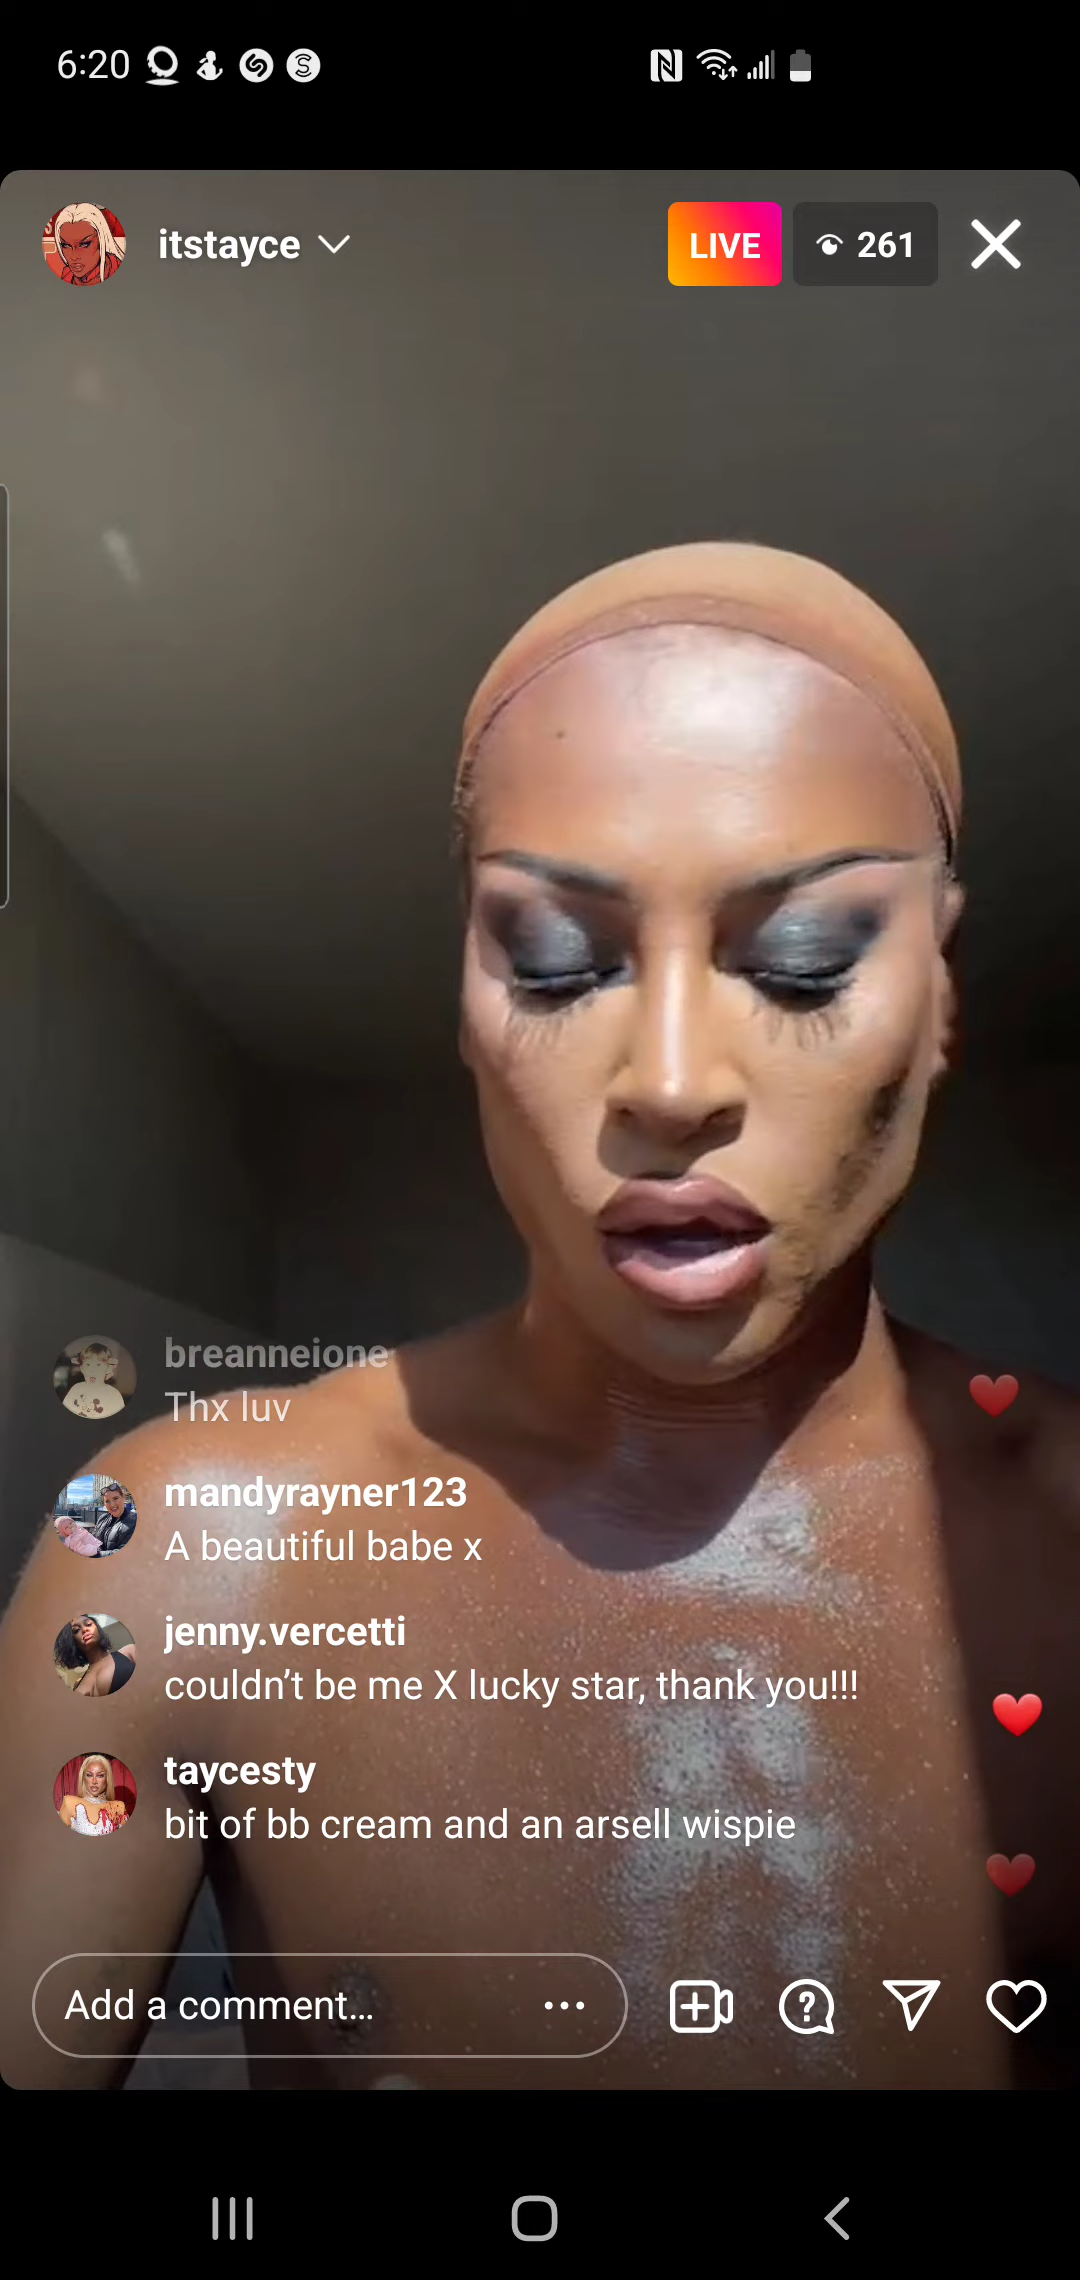 6:20
itstayce
LIVE
261
breanneione
Thx luv
mandyrayner123
A beautiful babe x
jenny.vercetti
couldn’t be me X lucky star, thank you!!!
taycesty
bit of bb cream and an arsell wispie
Add a comment…